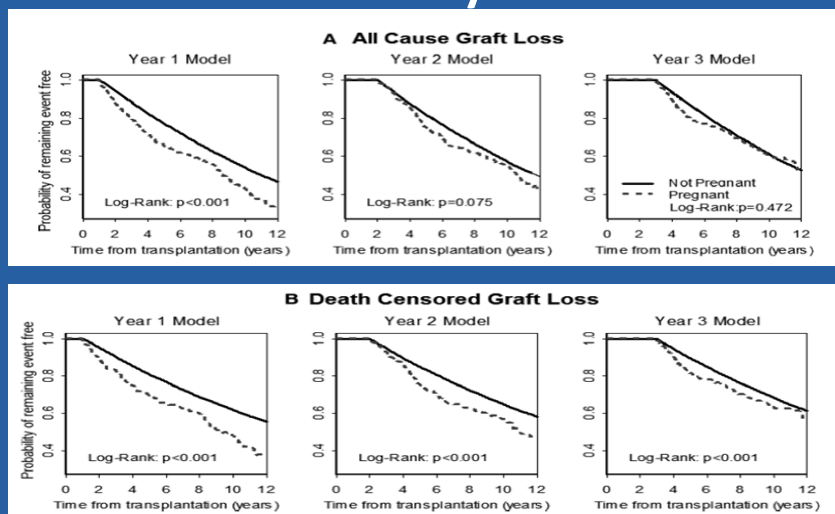 A All Cause Graft Loss
Year 1 Model
Year 2 Model
Year 3 Model
Probability of remaining event free
1.0
0.8
0.6
0.4
Log-Rank: p<0.001
0 2 4 6 8 10 12
Time from transplantation (years)
1.0
0.8
0.6
0.4
Log-Rank: p=0.075
0 2 4 6 8 10 12
Time from transplantation (years)
1.0
0.8
0.6
0.4
Not Pregnant
Pregnant
Log-Rank:p=0.472
0 2 4 6 8 10 12
Time from transplantation (years)
B Death Censored Graft Loss
Year 1 Model
Year 2 Model
Year 3 Model
Probability of remaining event free
1.0
0.8
0.6
0.4
Log-Rank: p<0.001
0 2 4 6 8 10 12
Time from transplantation (years)
1.0
0.8
0.6
0.4
Log-Rank: p<0.001
0 2 4 6 8 10 12
Time from transplantation (years)
1.0
0.8
0.6
0.4
Log-Rank: p<0.001
0 2 4 6 8 10 12
Time from transplantation (years)